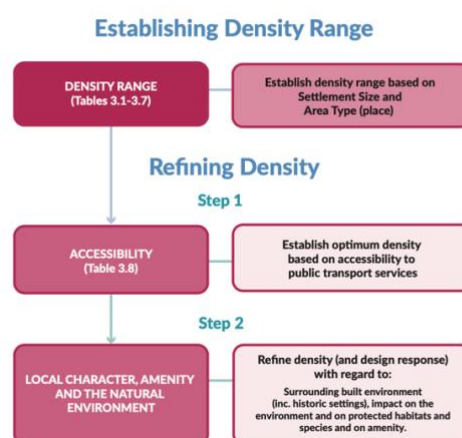 Establishing Density Range
DENSITY RANGE
(Tables 3.1-3.7)
Establish density range based on
Settlement Size and
Area Type (place)
Refining Density
Step 1
ACCESSIBILITY
(Table 3.8)
Establish optimum density
based on accessibility to
public transport services
Step 2
LOCAL CHARACTER, AMENITY
AND THE NATURAL
ENVIRONMENT
Refine density (and design response)
with regard to:
Surrounding built environment
(inc. historic settings), impact on the
environment and on protected habitats and
species and on amenity.